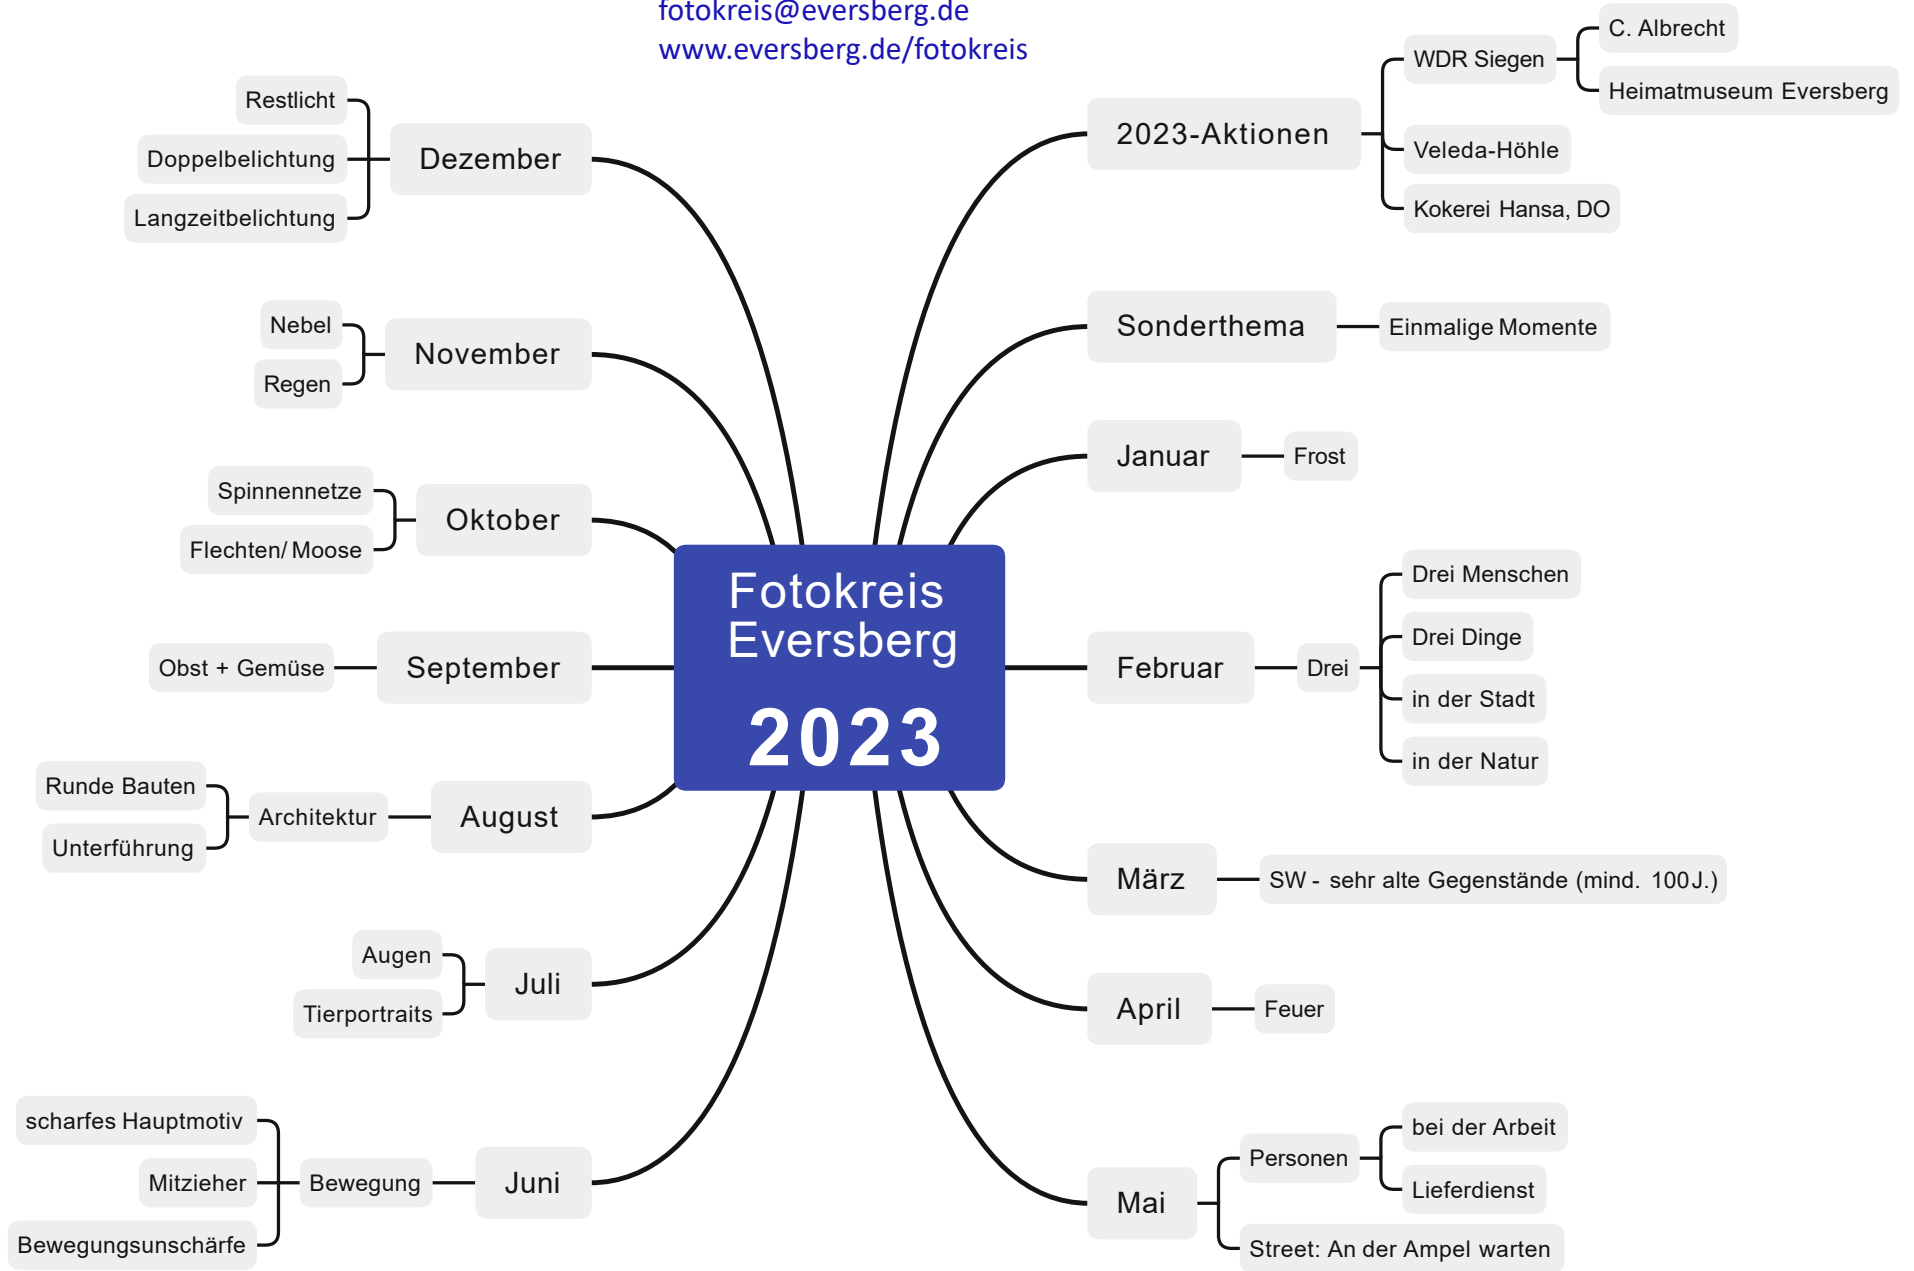 fotokreis@eversberg.de
www.eversberg.de/fotokreis
Fotokreis
Eversberg
2023
2023-Aktionen
WDR Siegen
C. Albrecht
Heimatmuseum Eversberg
Veleda-Höhle
Kokerei Hansa, DO
Sonderthema
Einmalige Momente
Januar
Frost
Februar
Drei
Drei Menschen
Drei Dinge
in der Stadt
in der Natur
März
SW - sehr alte Gegenstände (mind. 100J.)
April
Feuer
Mai
Personen
bei der Arbeit
Lieferdienst
Street: An der Ampel warten
Juni
Bewegung
scharfes Hauptmotiv
Mitzieher
Bewegungsunschärfe
Juli
Augen
Tierportraits
August
Architektur
Runde Bauten
Unterführung
September
Obst + Gemüse
Oktober
Spinnennetze
Flechten/ Moose
November
Nebel
Regen
Dezember
Restlicht
Doppelbelichtung
Langzeitbelichtung